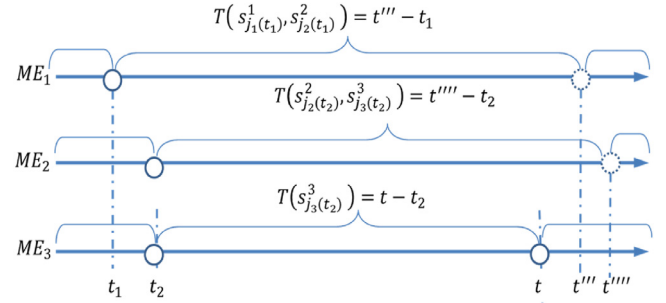 T(s^1_{j_1(t_1)}, s^2_{j_2(t_1)}) = t''' − t_1
ME_1
T(s^2_{j_2(t_2)}, s^3_{j_3(t_2)}) = t'''' − t_2
ME_2
T(s^3_{j_3(t_2)}) = t − t_2
ME_3
t_1 t_2 t t''' t''''